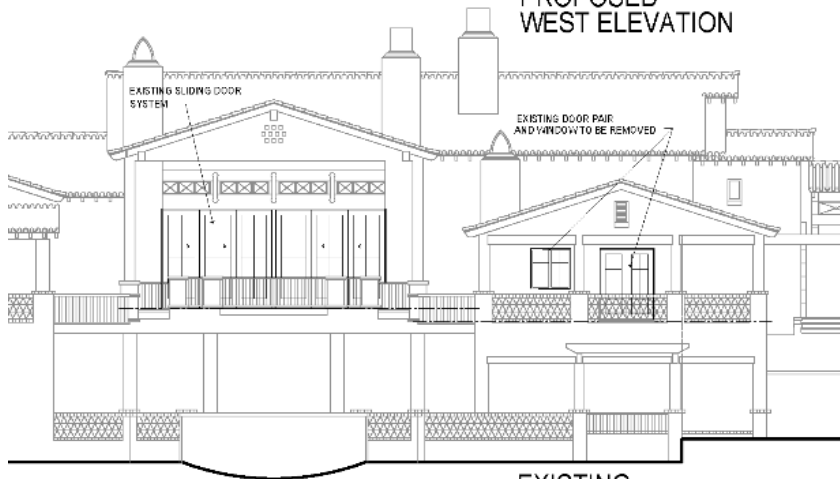 PROPOSED
WEST ELEVATION
EXISTING SLIDING DOOR
SYSTEM
EXISTING DOOR PAIR
AND WINDOW TO BE REMOVED
EXISTING